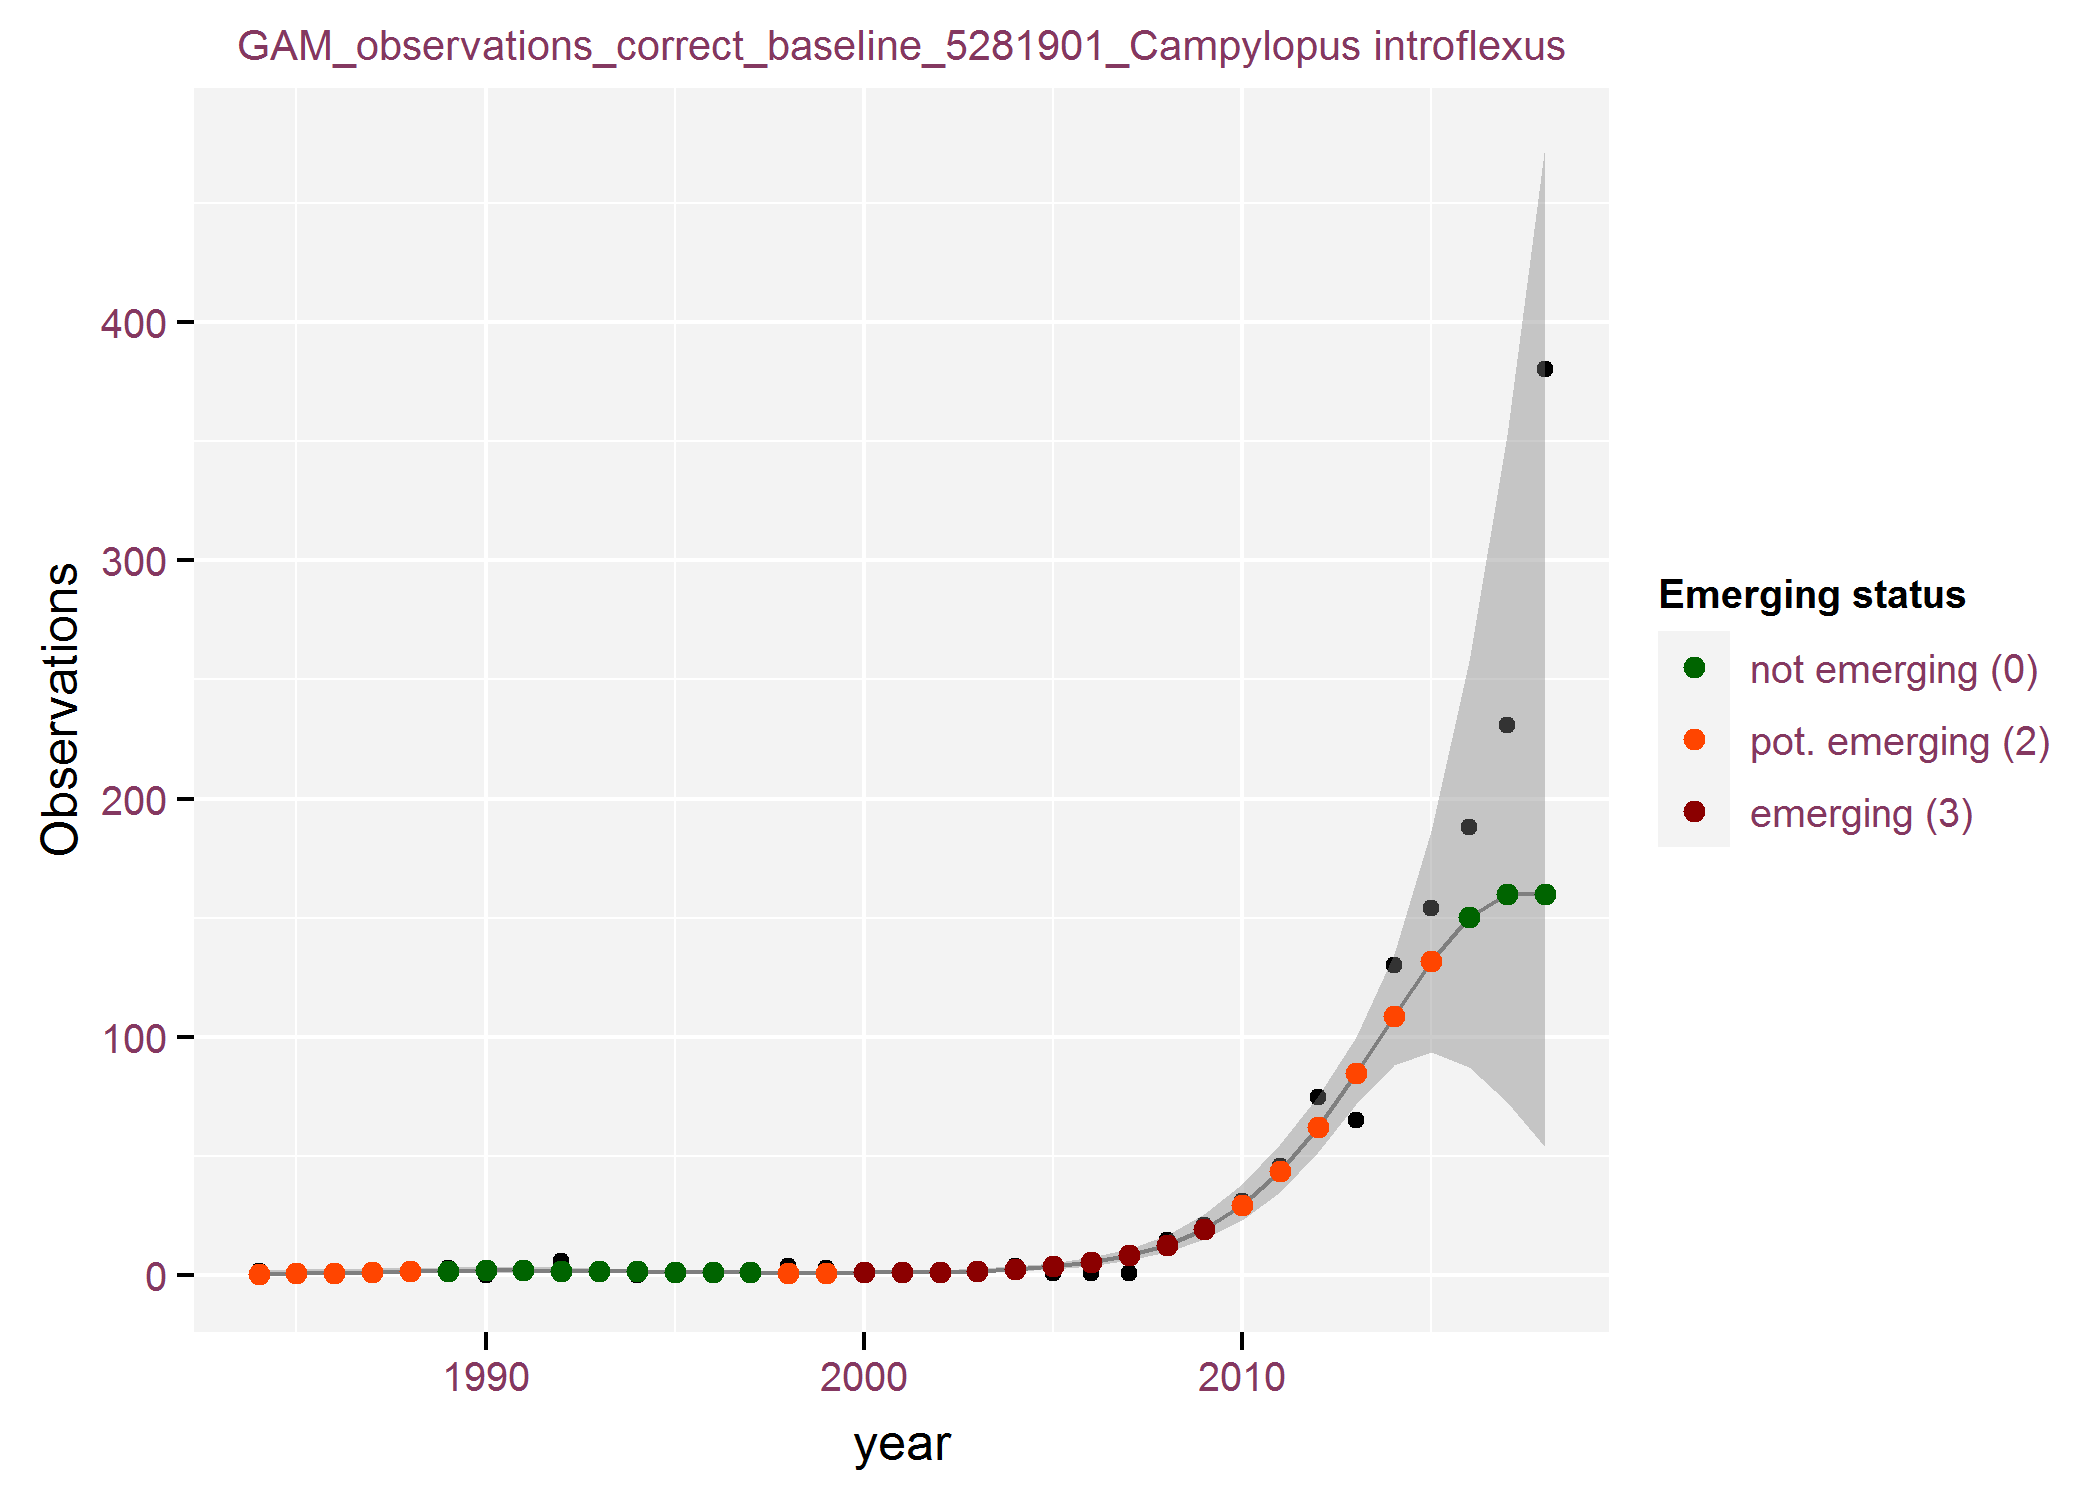 GAM_observations_correct_baseline_5281901_Campylopus introflexus
Observations
400
300
200
100
0
1990
2000
2010
year
Emerging status
not emerging (0)
pot. emerging (2)
emerging (3)